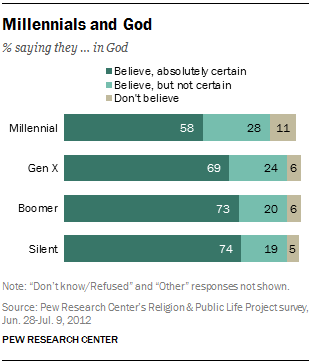 Millennials and God
% saying they ... in God
Believe, absolutely certain
Believe, but not certain
Don't believe
Millennial 58 28 11
Gen X 69 24 6
Boomer 73 20 6
Silent 74 19 5
Note: “Don't know/Refused” and “Other” responses not shown.
Source: Pew Research Center's Religion & Public Life Project survey,
Jun. 28-Jul. 9, 2012
PEW RESEARCH CENTER